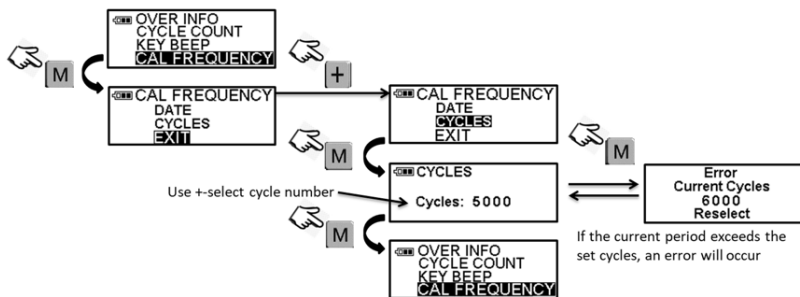 OVER INFO
CYCLE COUNT
KEY BEEP
CAL FREQUENCY
M
+
CAL FREQUENCY
DATE
CYCLES
EXIT
CAL FREQUENCY
DATE
CYCLES
EXIT
M
M
CYCLES
Cycles: 5000
Use +-select cycle number
Error
Current Cycles
6000
Reselect
If the current period exceeds the
set cycles, an error will occur
M
OVER INFO
CYCLE COUNT
KEY BEEP
CAL FREQUENCY